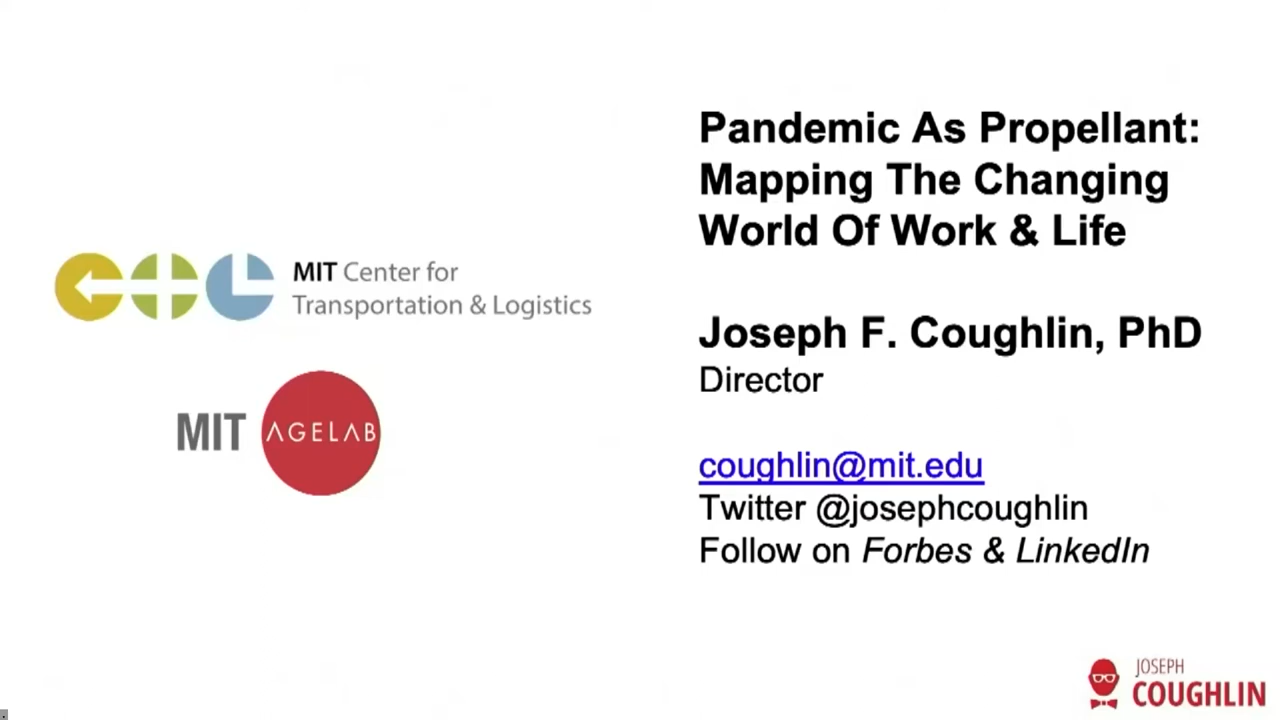 MIT Center for
Transportation & Logistics
MIT AGELAB
Pandemic As Propellant:
Mapping The Changing
World Of Work & Life
Joseph F. Coughlin, PhD
Director
coughlin@mit.edu
Twitter @josephcoughlin
Follow on Forbes & LinkedIn
JOSEPH
COUGHLIN